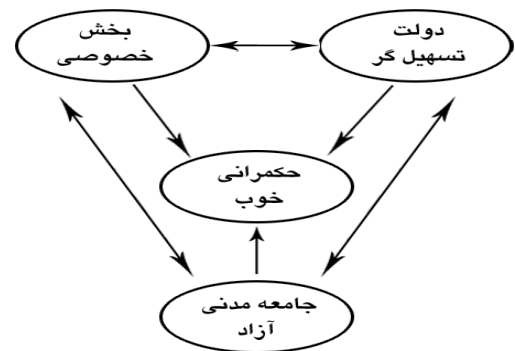 دولت
تسهیل گر
بخش
خصوصی
حکمرانی
خوب
جامعه مدنی
آزاد